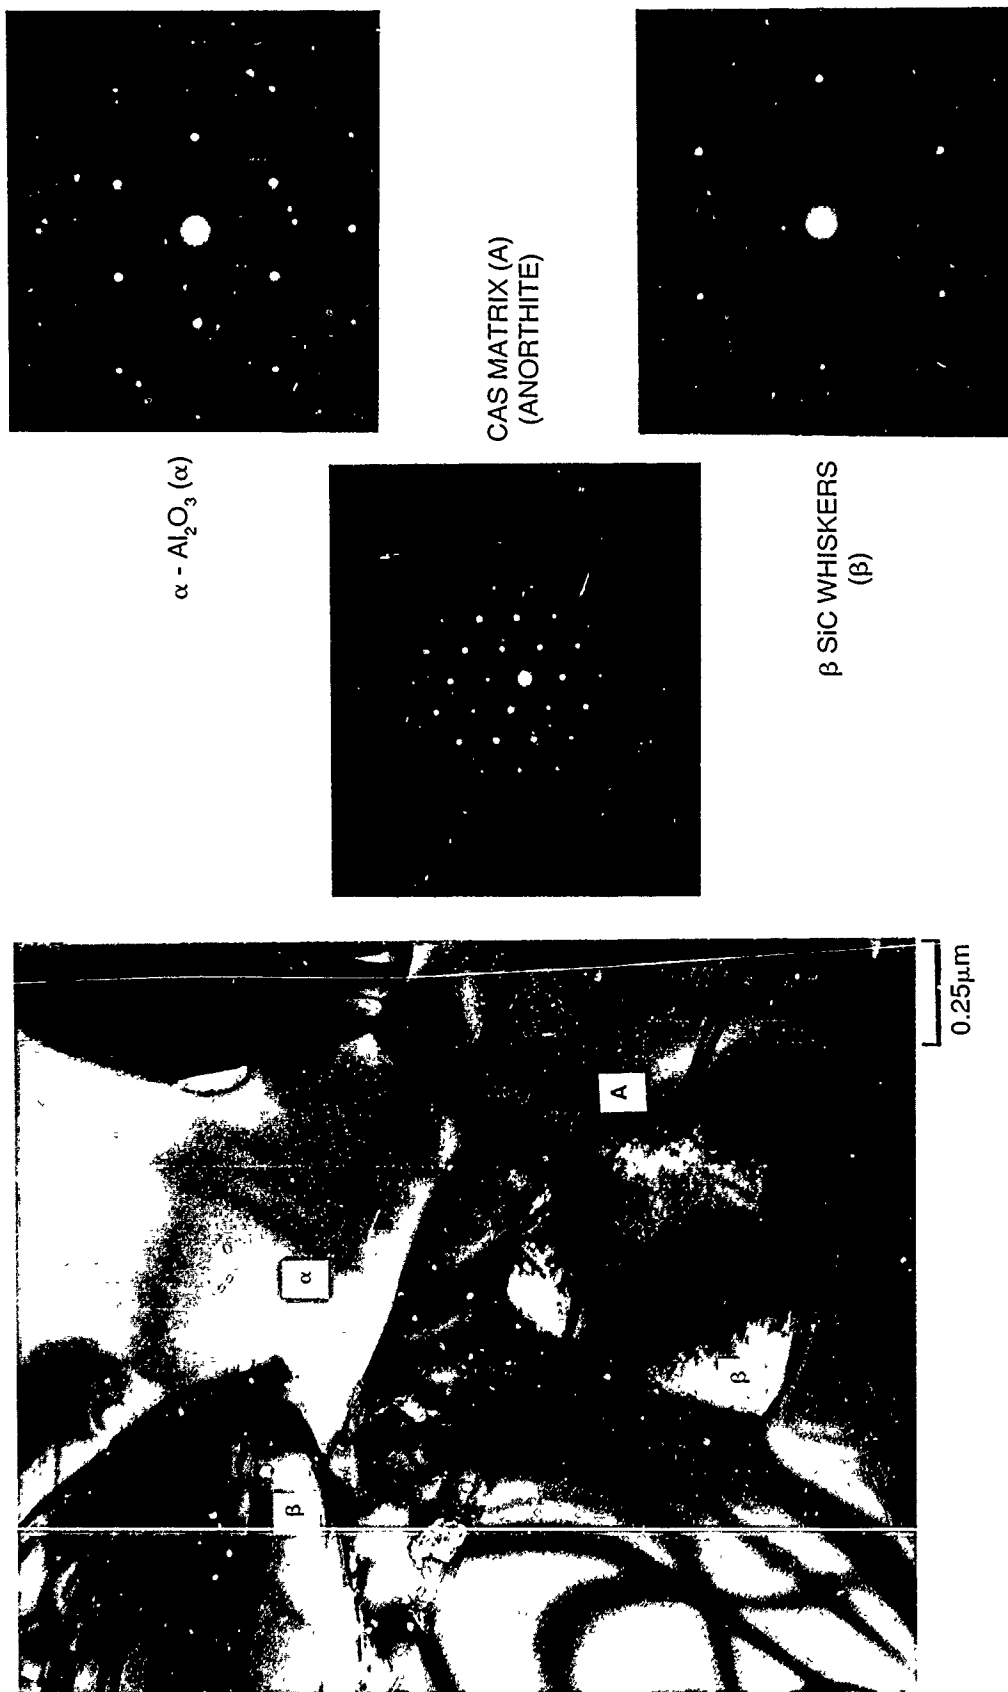 α - Al₂O₃ (α)
CAS MATRIX (A)
(ANORTHITE)
β SiC WHISKERS
(β)
α
A
β
β
0.25μm